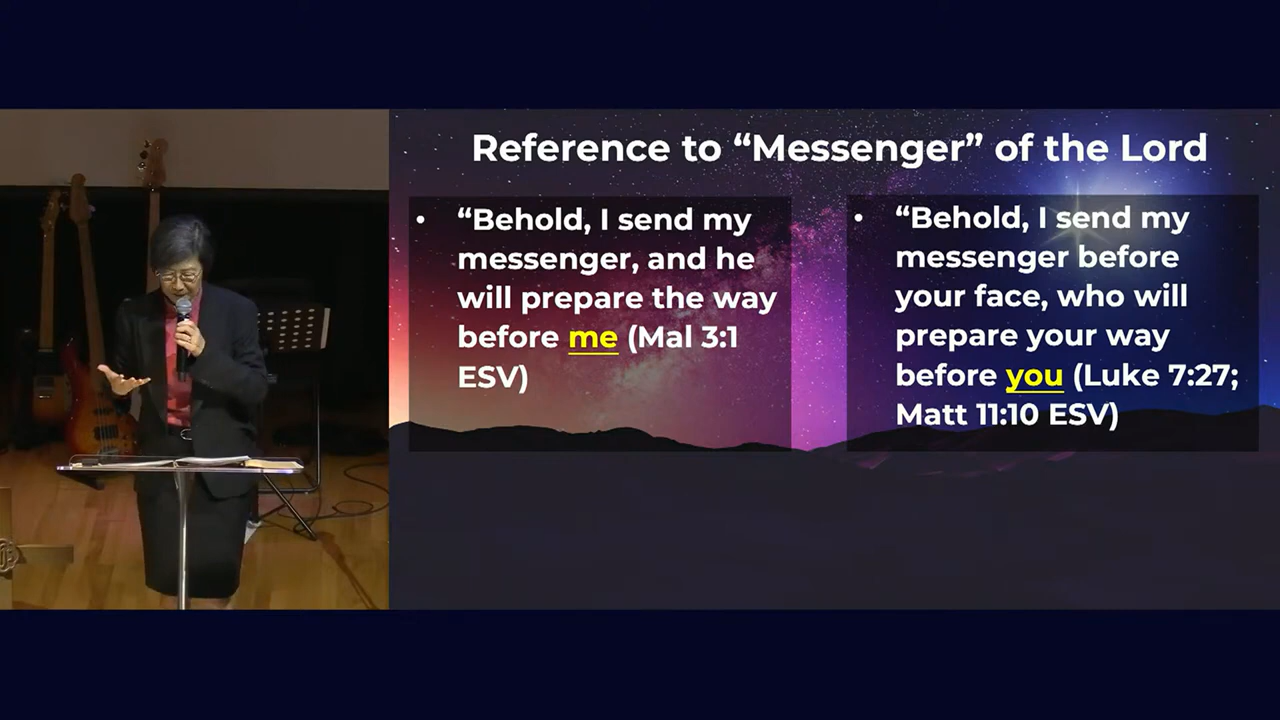 Reference to “Messenger” of the Lord
• “Behold, I send my
messenger, and he
will prepare the way
before me (Mal 3:1
ESV)
• “Behold, I send my
messenger before
your face, who will
prepare your way
before you (Luke 7:27;
Matt 11:10 ESV)